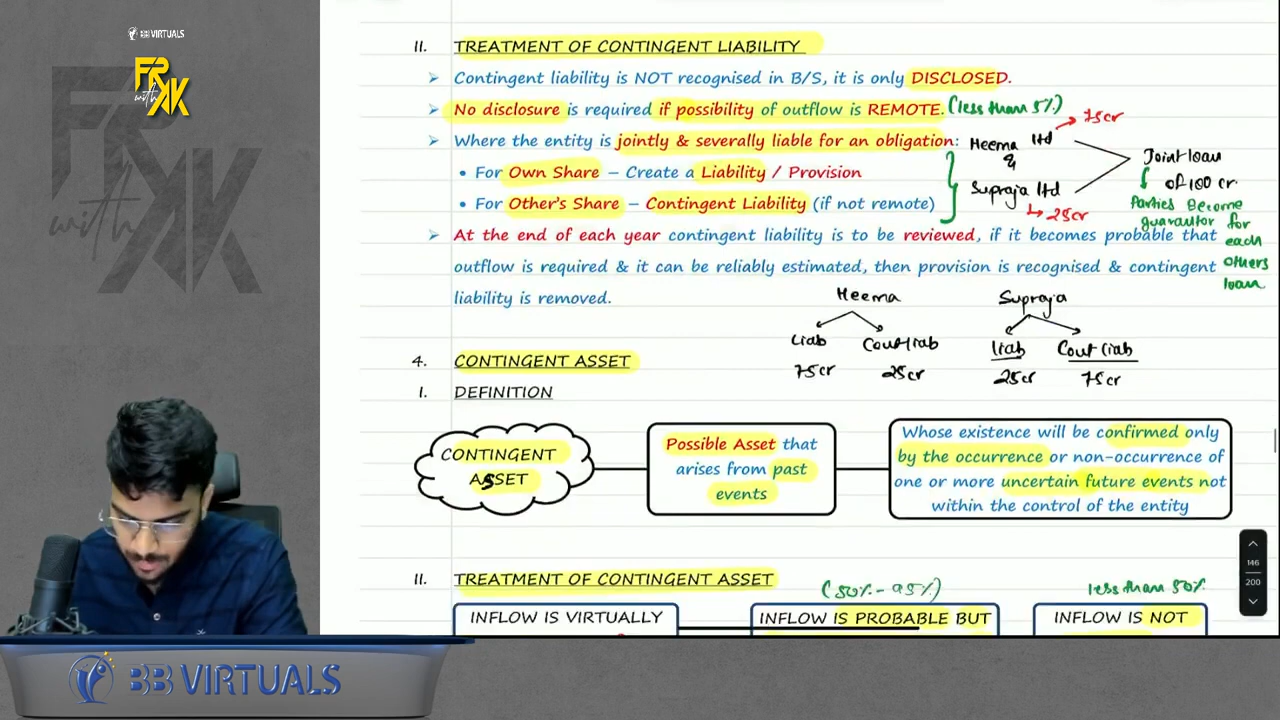 BB VIRTUALS
FR
with
AK
II. TREATMENT OF CONTINGENT LIABILITY
➢ Contingent liability is NOT recognised in B/S, it is only DISCLOSED.
➢ No disclosure is required if possibility of outflow is REMOTE. (less than 5%)
➢ Where the entity is jointly & severally liable for an obligation:
• For Own Share – Create a Liability / Provision
• For Other's Share – Contingent Liability (if not remote)
Heema ltd
→ 75cr
&
Supraja ltd
→ 25cr
Joint loan
of 100 cr.
Parties become
guarantor for
each
others
loan
➢ At the end of each year contingent liability is to be reviewed, if it becomes probable that
outflow is required & it can be reliably estimated, then provision is recognised & contingent
liability is removed.
Heema
Liab Cont liab
75cr 25cr
Supraja
Liab Cont liab
25cr 75cr
4. CONTINGENT ASSET
I. DEFINITION
CONTINGENT
ASSET
Possible Asset that
arises from past
events
Whose existence will be confirmed only
by the occurrence or non-occurrence of
one or more uncertain future events not
within the control of the entity
II. TREATMENT OF CONTINGENT ASSET
(50% - 95%)
less than 50%
INFLOW IS VIRTUALLY
INFLOW IS PROBABLE BUT
INFLOW IS NOT
146
200
BB VIRTUALS